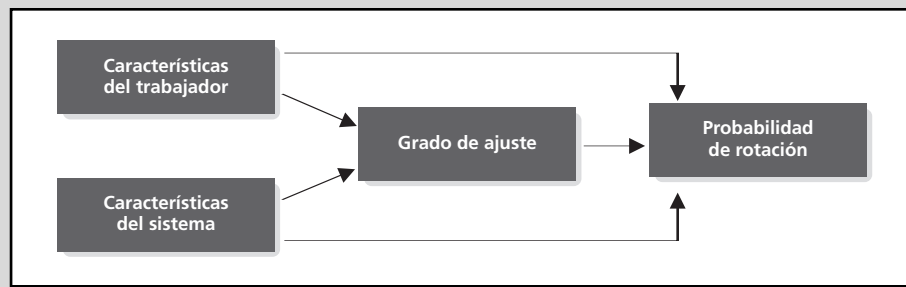 Características
del trabajador
Grado de ajuste
Probabilidad
de rotación
Características
del sistema